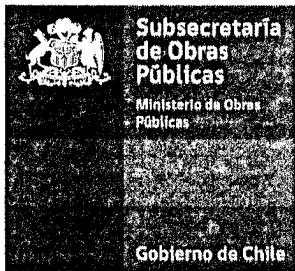 Subsecretaría
de Obras
Públicas
Ministerio de Obras
Públicas
Gobierno de Chile